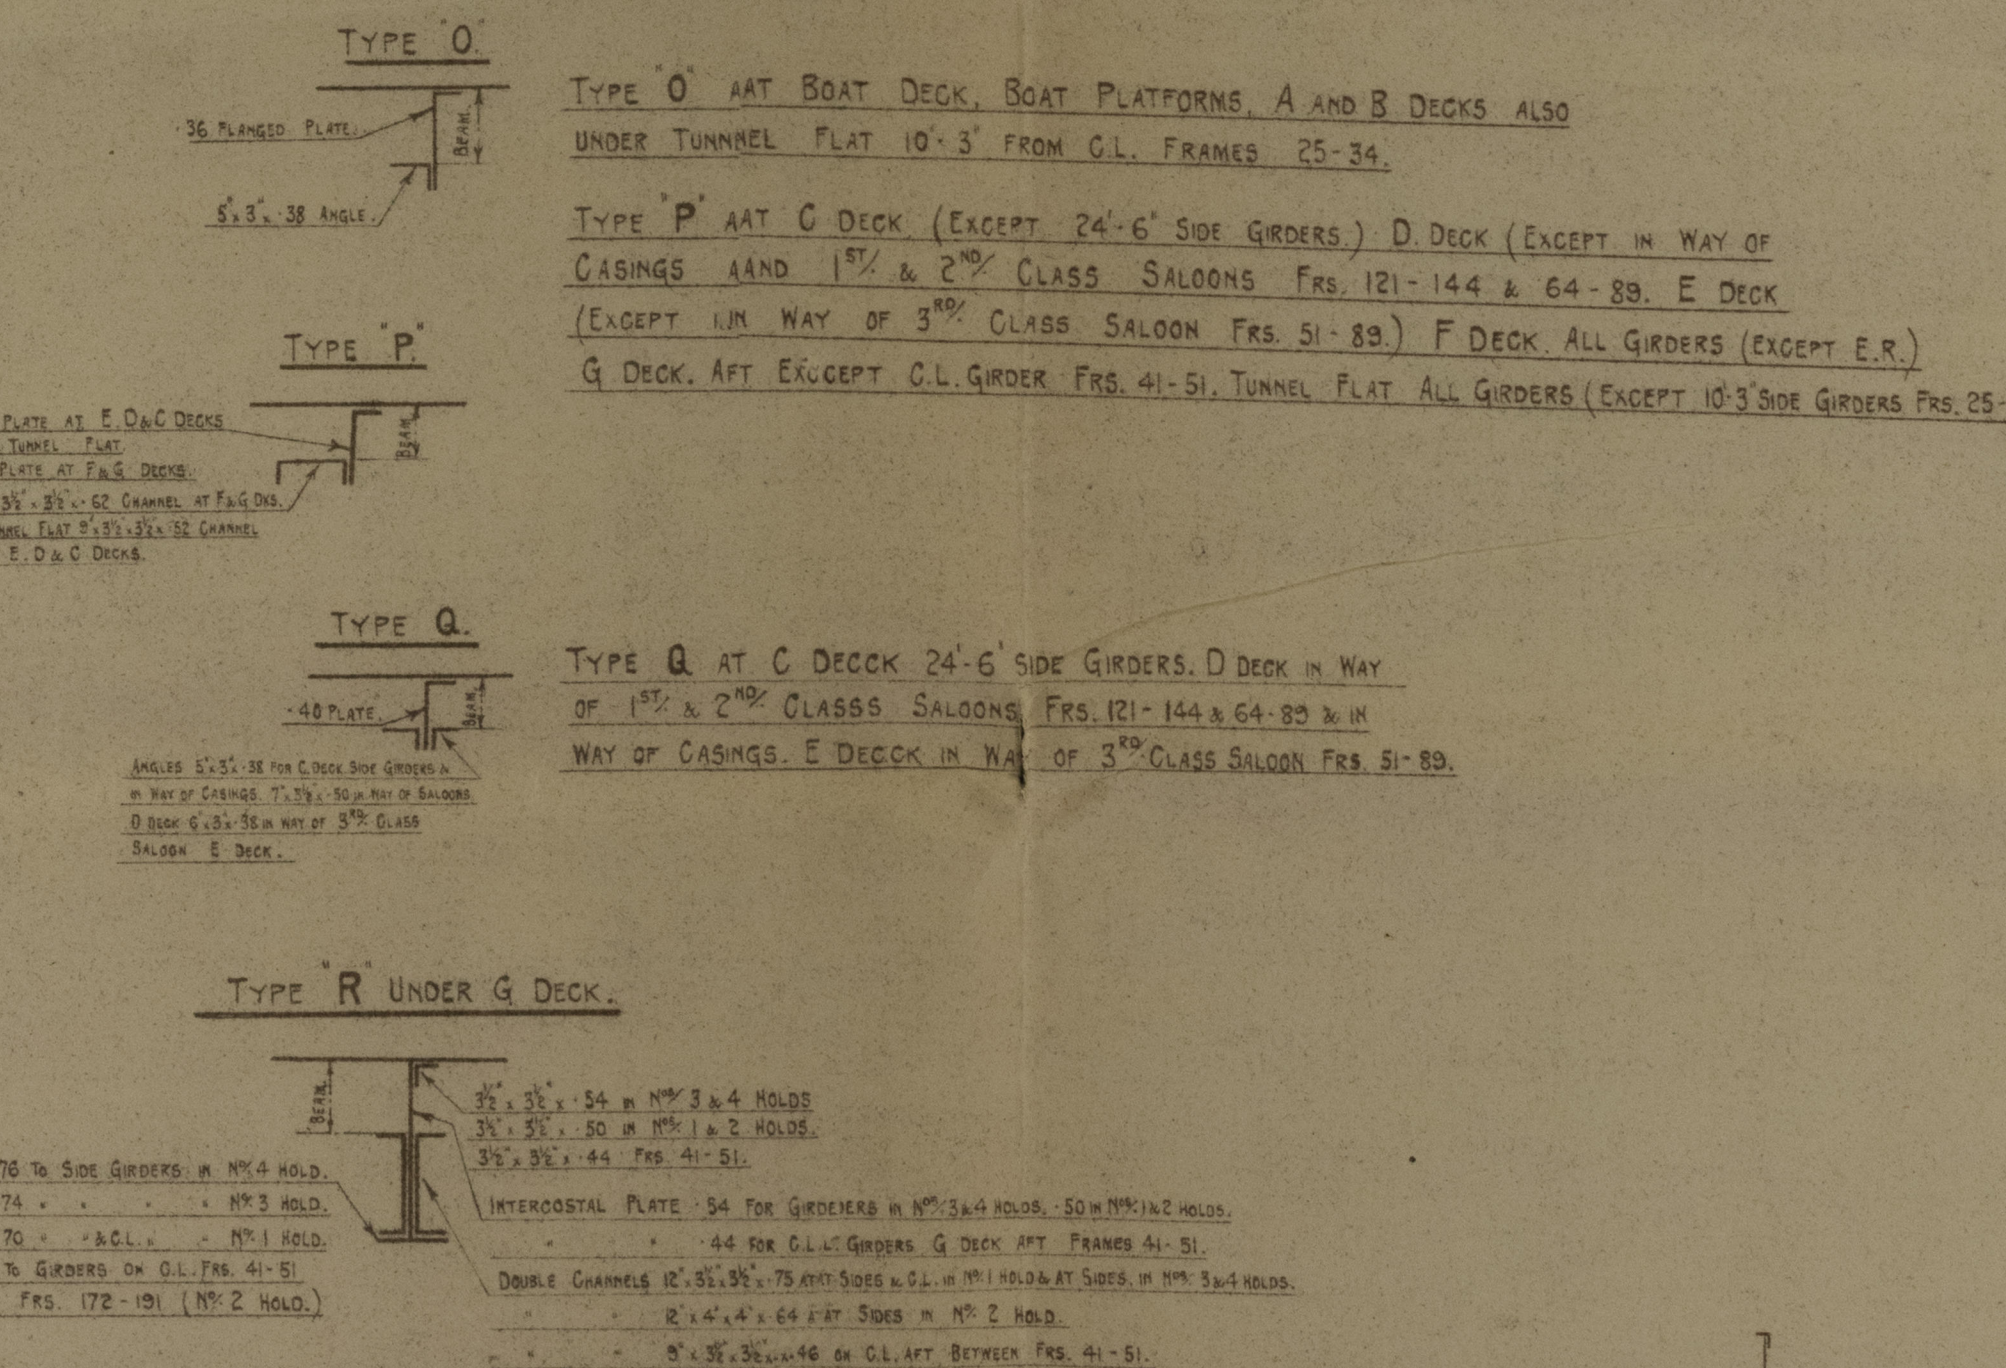 TYPE "O".
.36 FLANGED PLATE.
BEAM.
5" x 3" x .38 ANGLE.
TYPE "O" AAT BOAT DECK, BOAT PLATFORMS, A AND B DECKS ALSO
UNDER TUNNNEL FLAT 10'-3" FROM C.L. FRAMES 25-34.
TYPE "P" AAT C DECK (EXCEPT 24'-6" SIDE GIRDERS.) D. DECK (EXCEPT IN WAY OF
CASINGS AAND 1ST/. & 2ND/. CLASS SALOONS FRS. 121-144 & 64-89. E DECK
(EXCEPT IN WAY OF 3RD/. CLASS SALOON FRS. 51-89.) F DECK. ALL GIRDERS (EXCEPT E.R.)
G DECK. AFT EXCCEPT C.L. GIRDER FRS. 41-51. TUNNEL FLAT ALL GIRDERS (EXCEPT 10'-3" SIDE GIRDERS FRS. 25-
TYPE "P".
PLATE AT E. D & C DECKS
TUNNEL FLAT.
PLATE AT F & G DECKS.
3½" x 3½" x .62 CHANNEL AT F & G DKS.
NNEL FLAT 9" x 3½" x 3½" x .52 CHANNEL
E. D & C DECKS.
BEAM.
TYPE Q.
.40 PLATE.
BEAM.
ANGLES 5" x 3" x .38 FOR C. DECK SIDE GIRDERS &
IN WAY OF CASINGS. 7" x 3½" x .50 IN WAY OF SALOONS
D DECK 6" x 3" x .38 IN WAY OF 3RD/. CLASS
SALOON E DECK.
TYPE Q AT C DECCK 24'-6" SIDE GIRDERS. D DECK IN WAY
OF 1ST/. & 2ND/. CLASSS SALOONS FRS. 121-144 & 64-89 & IN
WAY OF CASINGS. E DECCK IN WAY OF 3RD/. CLASS SALOON FRS. 51-89.
TYPE "R" UNDER G DECK.
BEAM.
3½" x 3½" x .54 IN Nos/ 3 & 4 HOLDS
3½" x 3½" x .50 IN Nos/ 1 & 2 HOLDS.
3½" x 3½" x .44 FRS. 41-51.
76 TO SIDE GIRDERS IN No/. 4 HOLD.
74 " " " " No/. 3 HOLD.
70 " " & C.L. " " No/. 1 HOLD.
TO GIRDERS ON C.L. FRS. 41-51
FRS. 172-191 (No/. 2 HOLD.)
INTERCOSTAL PLATE .54 FOR GIRDEIERS IN Nos/ 3 & 4 HOLDS. .50 IN Nos/ 1 & 2 HOLDS.
" " .44 FOR C.L.L. GIRDERS G DECK AFT FRAMES 41-51.
DOUBLE CHANNELS 12" x 3½" x 3½" x .75 ATAT SIDES & C.L. IN No/. 1 HOLD & AT SIDES. IN Nos/. 3 & 4 HOLDS.
" " 12" x 4" x 4" x .64 A AT SIDES IN No/. 2 HOLD.
" " 9" x 3½" x 3½" x .46 ON C.L. AFT BETWEEN FRS. 41-51.